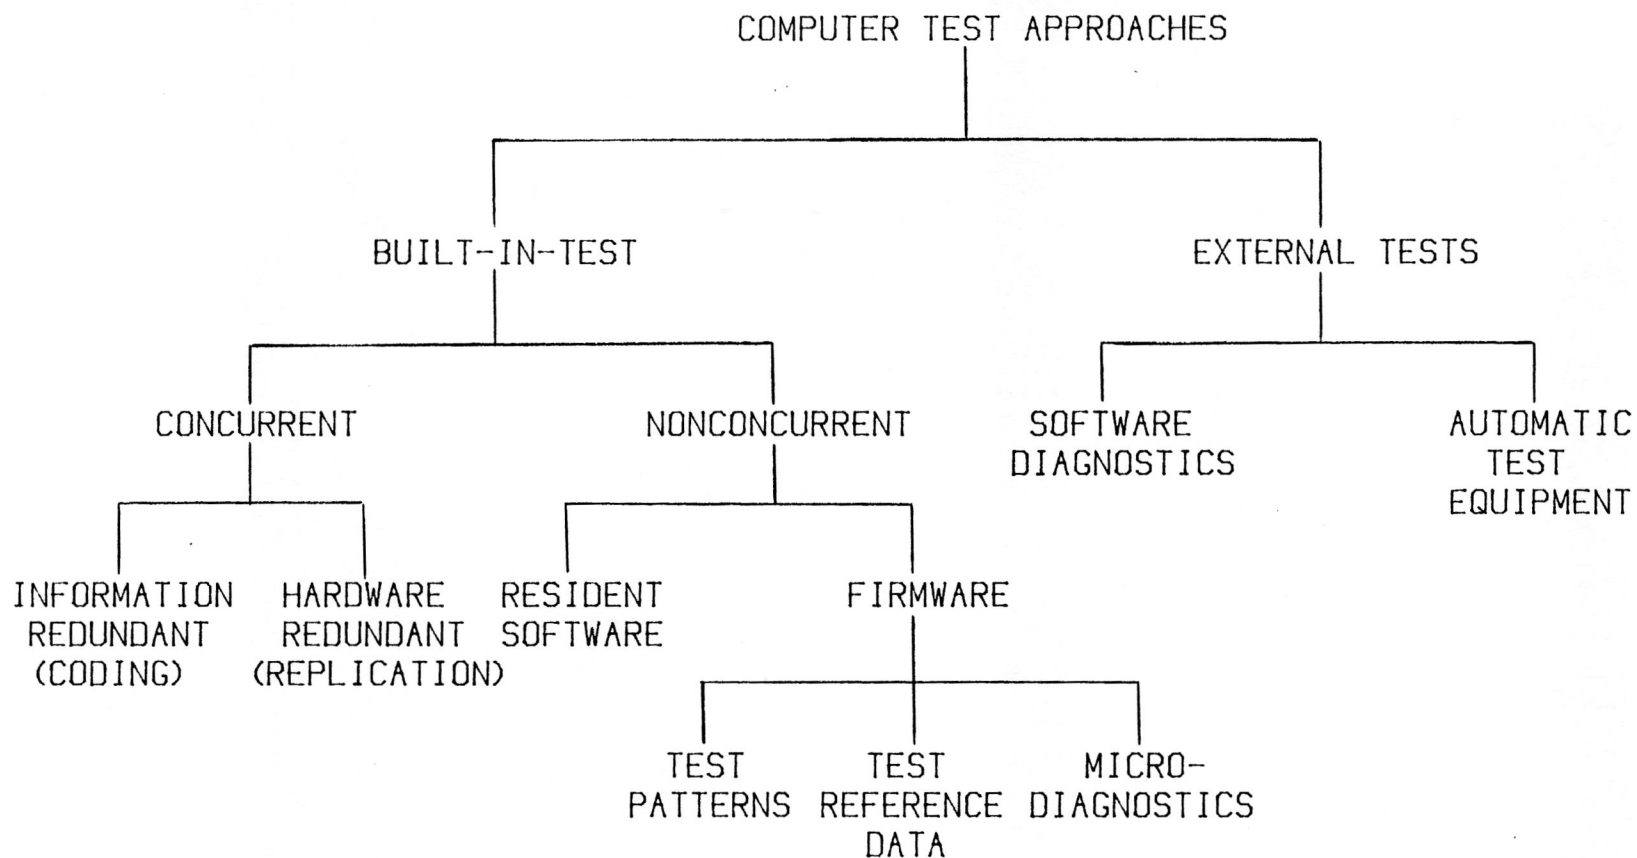 COMPUTER TEST APPROACHES
BUILT-IN-TEST
EXTERNAL TESTS
CONCURRENT
NONCONCURRENT
SOFTWARE
DIAGNOSTICS
AUTOMATIC
TEST
EQUIPMENT
INFORMATION
REDUNDANT
(CODING)
HARDWARE
REDUNDANT
(REPLICATION)
RESIDENT
SOFTWARE
FIRMWARE
TEST
PATTERNS
TEST
REFERENCE
DATA
MICRO-
DIAGNOSTICS